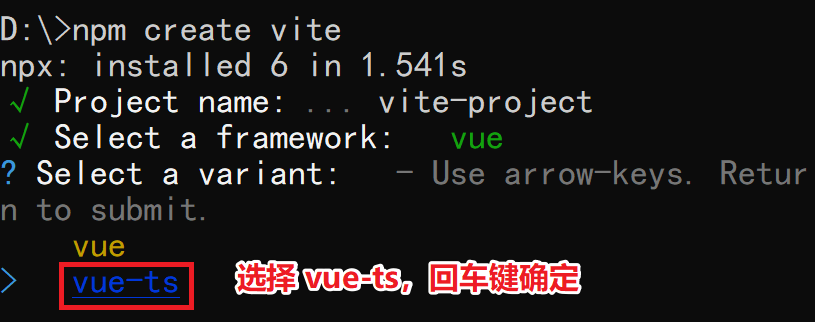 D:\>npm create vite
npx: installed 6 in 1.541s
√ Project name: ... vite-project
√ Select a framework: vue
? Select a variant: - Use arrow-keys. Retur
n to submit.
vue
> vue-ts 选择 vue-ts，回车键确定